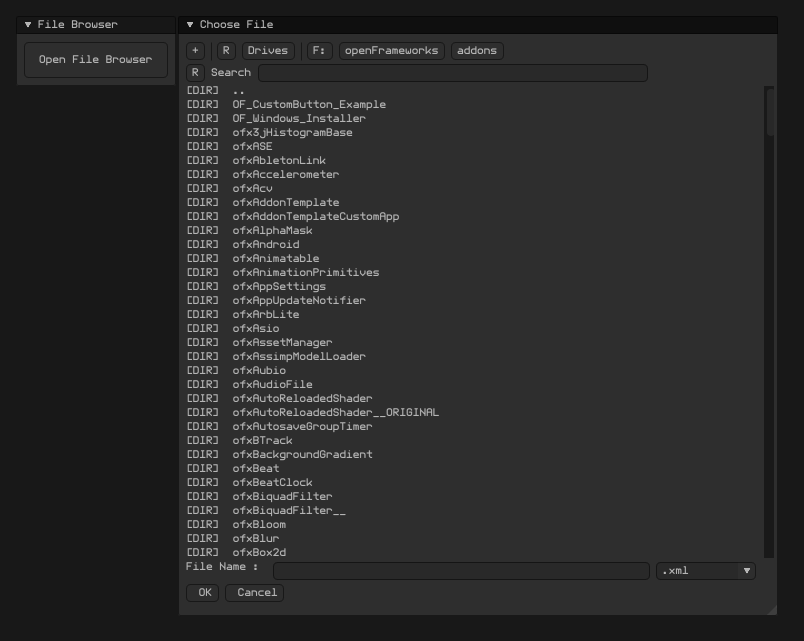 File Browser
Open File Browser
Choose File
+ R Drives F: openFrameworks addons
R Search
[DIR] ..
[DIR] OF_CustomButton_Example
[DIR] OF_Windows_Installer
[DIR] ofx3jHistogramBase
[DIR] ofxASE
[DIR] ofxAbletonLink
[DIR] ofxAccelerometer
[DIR] ofxAcv
[DIR] ofxAddonTemplate
[DIR] ofxAddonTemplateCustomApp
[DIR] ofxAlphaMask
[DIR] ofxAndroid
[DIR] ofxAnimatable
[DIR] ofxAnimationPrimitives
[DIR] ofxAppSettings
[DIR] ofxAppUpdateNotifier
[DIR] ofxArbLite
[DIR] ofxAsio
[DIR] ofxAssetManager
[DIR] ofxAssimpModelLoader
[DIR] ofxAubio
[DIR] ofxAudioFile
[DIR] ofxAutoReloadedShader
[DIR] ofxAutoReloadedShader__ORIGINAL
[DIR] ofxAutosaveGroupTimer
[DIR] ofxBTrack
[DIR] ofxBackgroundGradient
[DIR] ofxBeat
[DIR] ofxBeatClock
[DIR] ofxBiquadFilter
[DIR] ofxBiquadFilter__
[DIR] ofxBloom
[DIR] ofxBlur
[DIR] ofxBox2d
File Name : .xml
OK Cancel